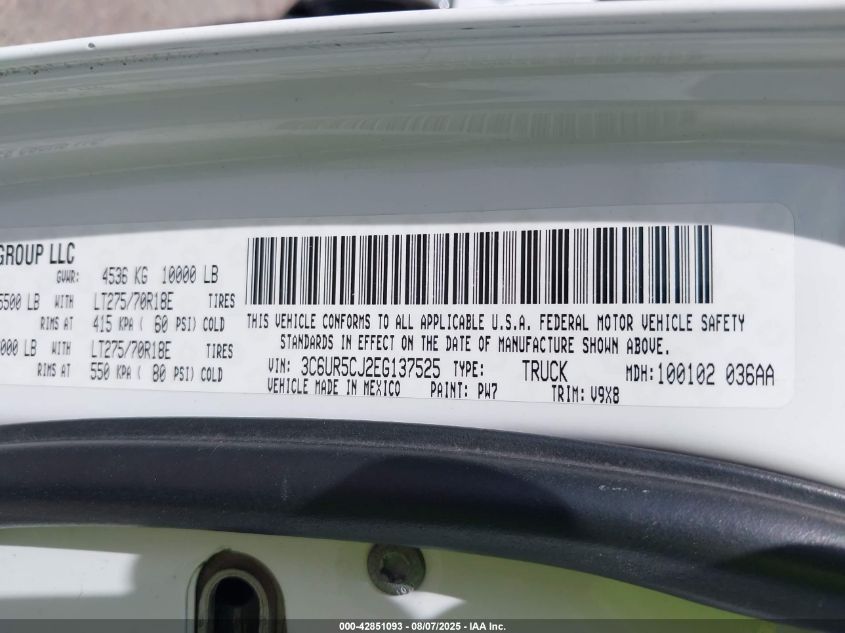 GROUP LLC
GVWR: 4536 KG 10000 LB
5500 LB WITH LT275/70R18E TIRES
RIMS AT 415 KPA ( 60 PSI) COLD
000 LB WITH LT275/70R18E TIRES
RIMS AT 550 KPA ( 80 PSI) COLD
THIS VEHICLE CONFORMS TO ALL APPLICABLE U.S.A. FEDERAL MOTOR VEHICLE SAFETY
STANDARDS IN EFFECT ON THE DATE OF MANUFACTURE SHOWN ABOVE.
VIN: 3C6UR5CJ2EG137525 TYPE: TRUCK MDH: 100102 036AA
VEHICLE MADE IN MEXICO PAINT: PW7 TRIM: V9X8
000-42851093 - 08/07/2025 - IAA Inc.